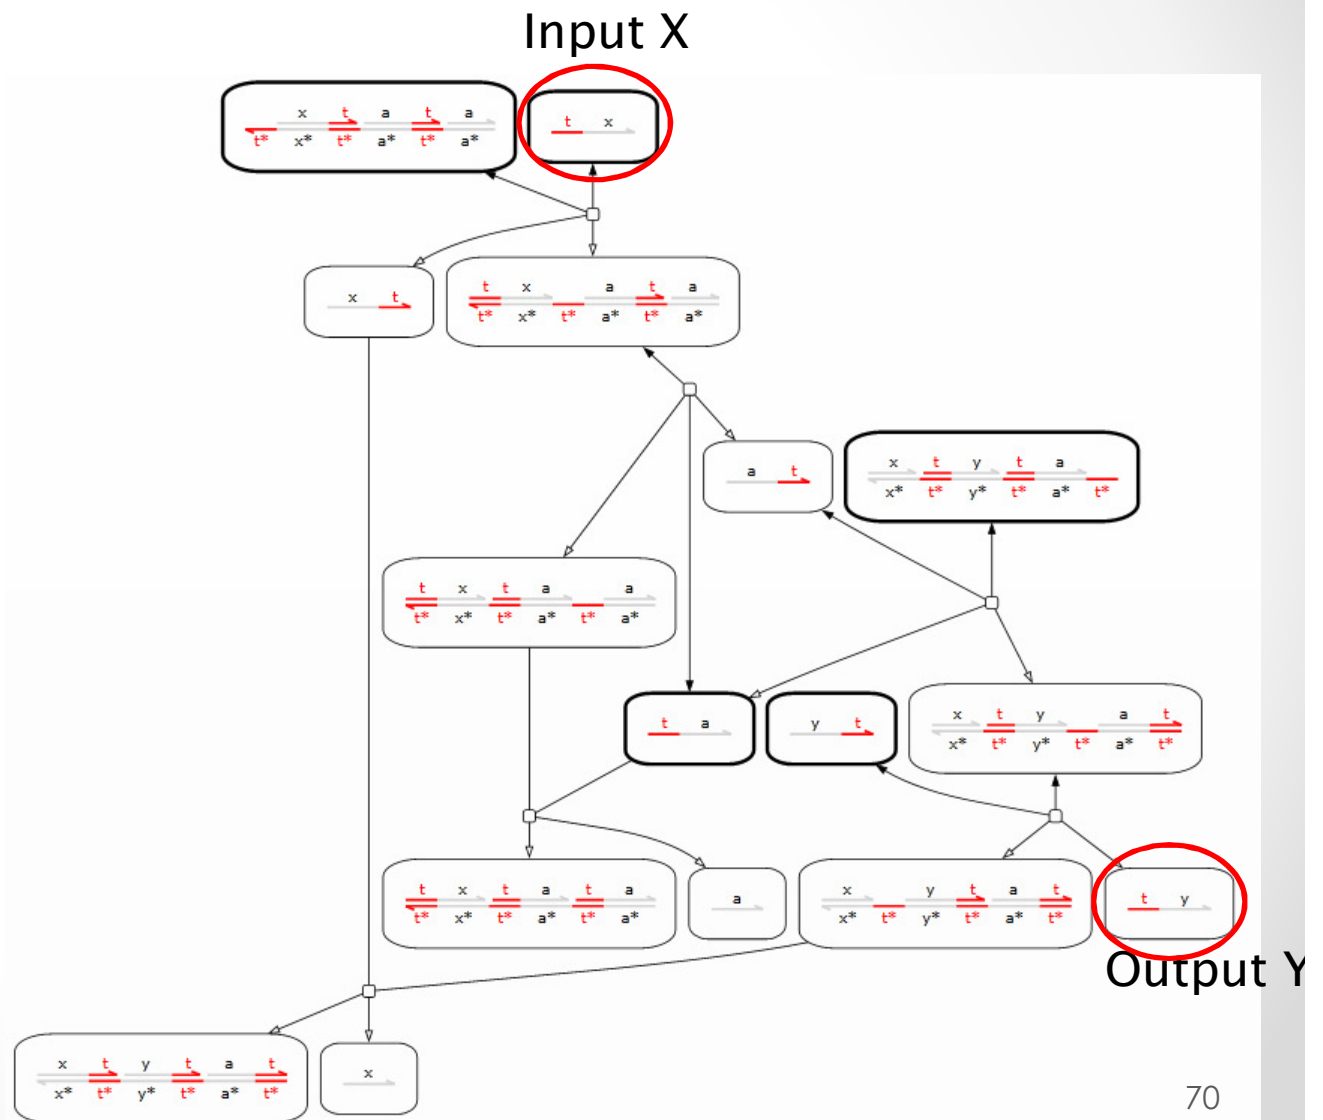 Input X
x t a t a
t* x* t* a* t* a*
t x
x t
t x a t a
t* x* t* a* t* a*
a t
x t y t a
x* t* y* t* a* t*
t x t a a
t* x* t* a* t* a*
t a
y t
x t y a t
x* t* y* t* a* t*
t x t a t a
t* x* t* a* t* a*
a
x y t a t
x* t* y* t* a* t*
t y
Output Y
x t y t a t
x* t* y* t* a* t*
x
70